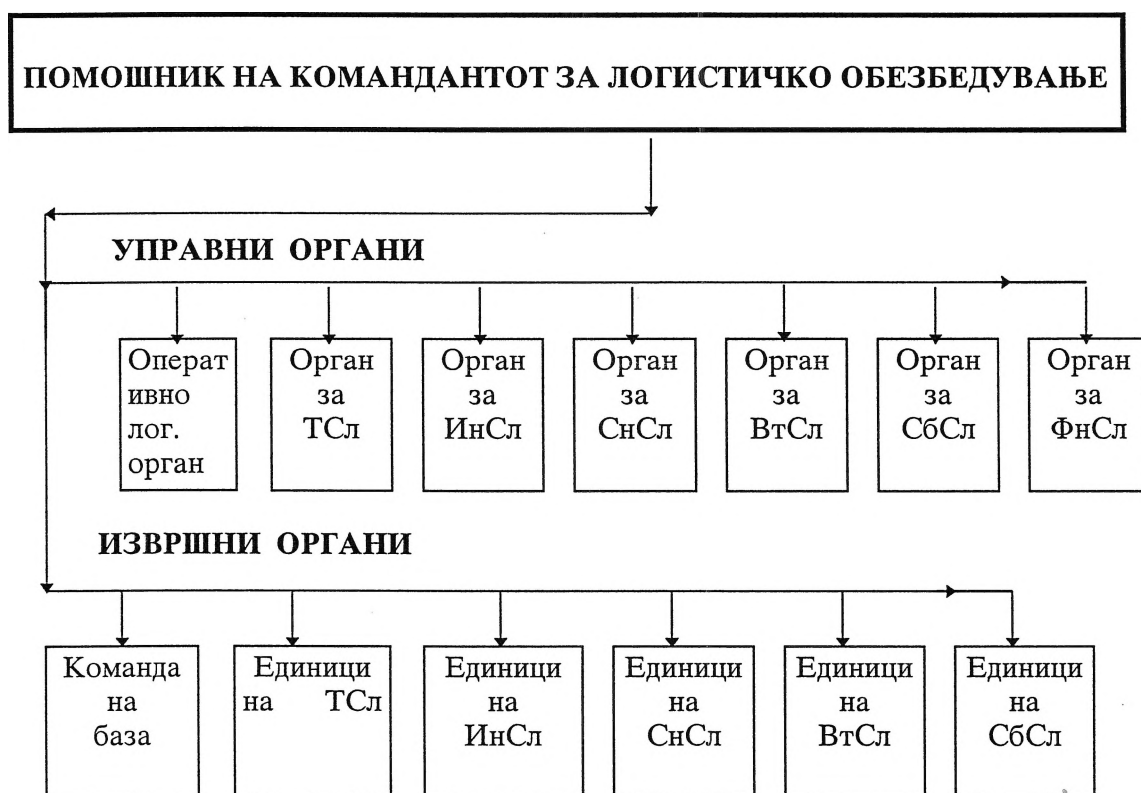 ПОМОШНИК НА КОМАНДАНТОТ ЗА ЛОГИСТИЧКО ОБЕЗБЕДУВАЊЕ
УПРАВНИ ОРГАНИ
Операт
ивно
лог.
орган
Орган
за
ТСл
Орган
за
ИнСл
Орган
за
СнСл
Орган
за
ВтСл
Орган
за
СбСл
Орган
за
ФнСл
ИЗВРШНИ ОРГАНИ
Команда
на
база
Единици
на ТСл
Единици
на
ИнСл
Единици
на
СнСл
Единици
на
ВтСл
Единици
на
СбСл